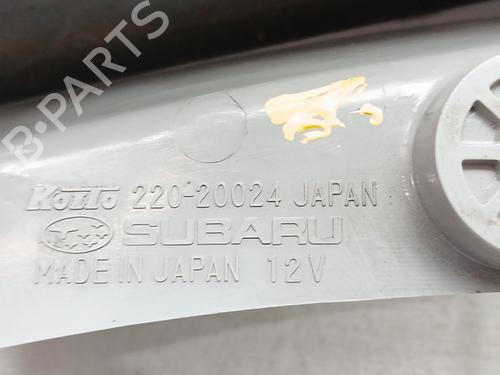 B-PARTS
KOITO 220-20024 JAPAN
SUBARU
MADE IN JAPAN 12V